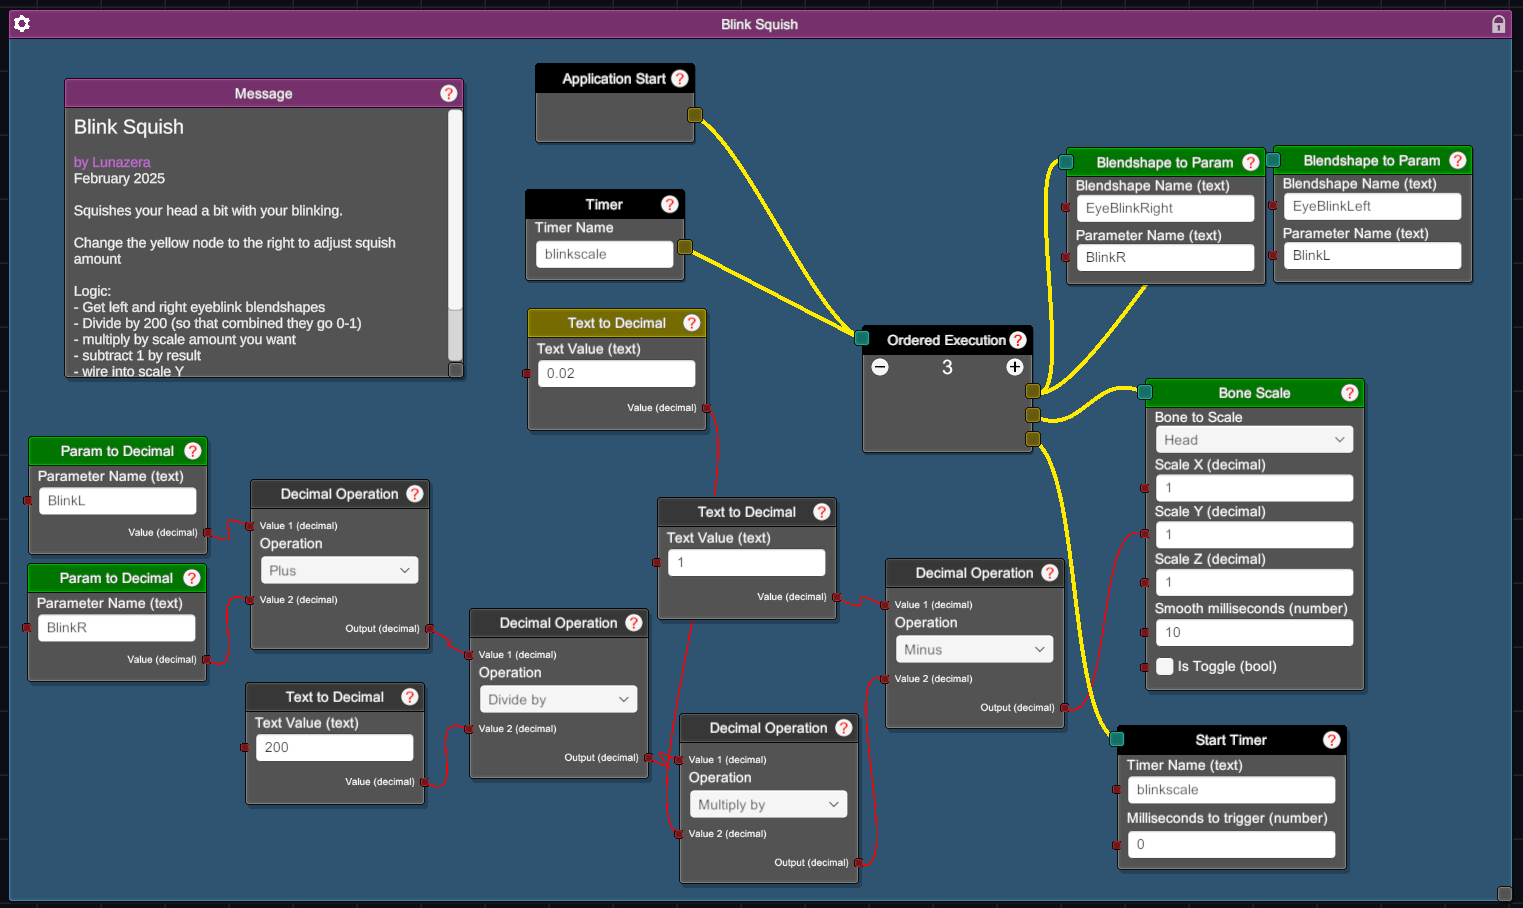 Blink Squish
Message
?
Blink Squish
by Lunazera
February 2025
Squishes your head a bit with your blinking.
Change the yellow node to the right to adjust squish
amount
Logic:
- Get left and right eyeblink blendshapes
- Divide by 200 (so that combined they go 0-1)
- multiply by scale amount you want
- subtract 1 by result
- wire into scale Y
Application Start ?
Timer ?
Timer Name
blinkscale
Text to Decimal ?
Text Value (text)
0.02
Value (decimal)
Ordered Execution ?
3
Blendshape to Param ?
Blendshape Name (text)
EyeBlinkRight
Parameter Name (text)
BlinkR
Blendshape to Param ?
Blendshape Name (text)
EyeBlinkLeft
Parameter Name (text)
BlinkL
Bone Scale ?
Bone to Scale
Head
Scale X (decimal)
1
Scale Y (decimal)
1
Scale Z (decimal)
1
Smooth milliseconds (number)
10
Is Toggle (bool)
Param to Decimal ?
Parameter Name (text)
BlinkL
Value (decimal)
Param to Decimal ?
Parameter Name (text)
BlinkR
Value (decimal)
Decimal Operation ?
Value 1 (decimal)
Operation
Plus
Value 2 (decimal)
Output (decimal)
Text to Decimal ?
Text Value (text)
200
Value (decimal)
Decimal Operation ?
Value 1 (decimal)
Operation
Divide by
Value 2 (decimal)
Output (decimal)
Text to Decimal ?
Text Value (text)
1
Value (decimal)
Decimal Operation ?
Value 1 (decimal)
Operation
Multiply by
Value 2 (decimal)
Output (decimal)
Decimal Operation ?
Value 1 (decimal)
Operation
Minus
Value 2 (decimal)
Output (decimal)
Start Timer ?
Timer Name (text)
blinkscale
Milliseconds to trigger (number)
0